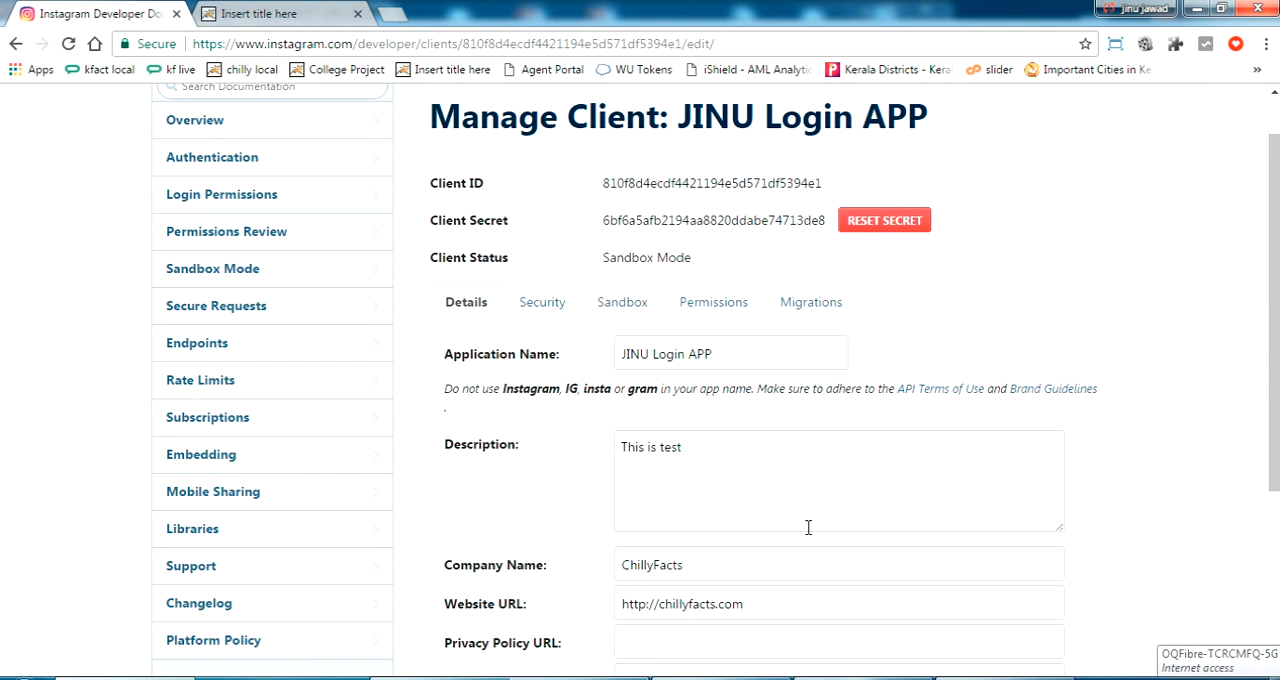 Instagram Developer Do
Insert title here
jinu jawad
Secure
https://www.instagram.com/developer/clients/810f8d4ecdf4421194e5d571df5394e1/edit/
Apps
kfact local
kf live
chilly local
College Project
Insert title here
Agent Portal
WU Tokens
iShield - AML Analytic
Kerala Districts - Kera
slider
Important Cities in Ke
»
Search Documentation
Overview
Authentication
Login Permissions
Permissions Review
Sandbox Mode
Secure Requests
Endpoints
Rate Limits
Subscriptions
Embedding
Mobile Sharing
Libraries
Support
Changelog
Platform Policy
Manage Client: JINU Login APP
Client ID 810f8d4ecdf4421194e5d571df5394e1
Client Secret 6bf6a5afb2194aa8820ddabe74713de8 RESET SECRET
Client Status Sandbox Mode
Details Security Sandbox Permissions Migrations
Application Name: JINU Login APP
Do not use Instagram, IG, insta or gram in your app name. Make sure to adhere to the API Terms of Use and Brand Guidelines
.
Description: This is test
Company Name: ChillyFacts
Website URL: http://chillyfacts.com
Privacy Policy URL:
OQFibre-TCRCMFQ-5G
Internet access